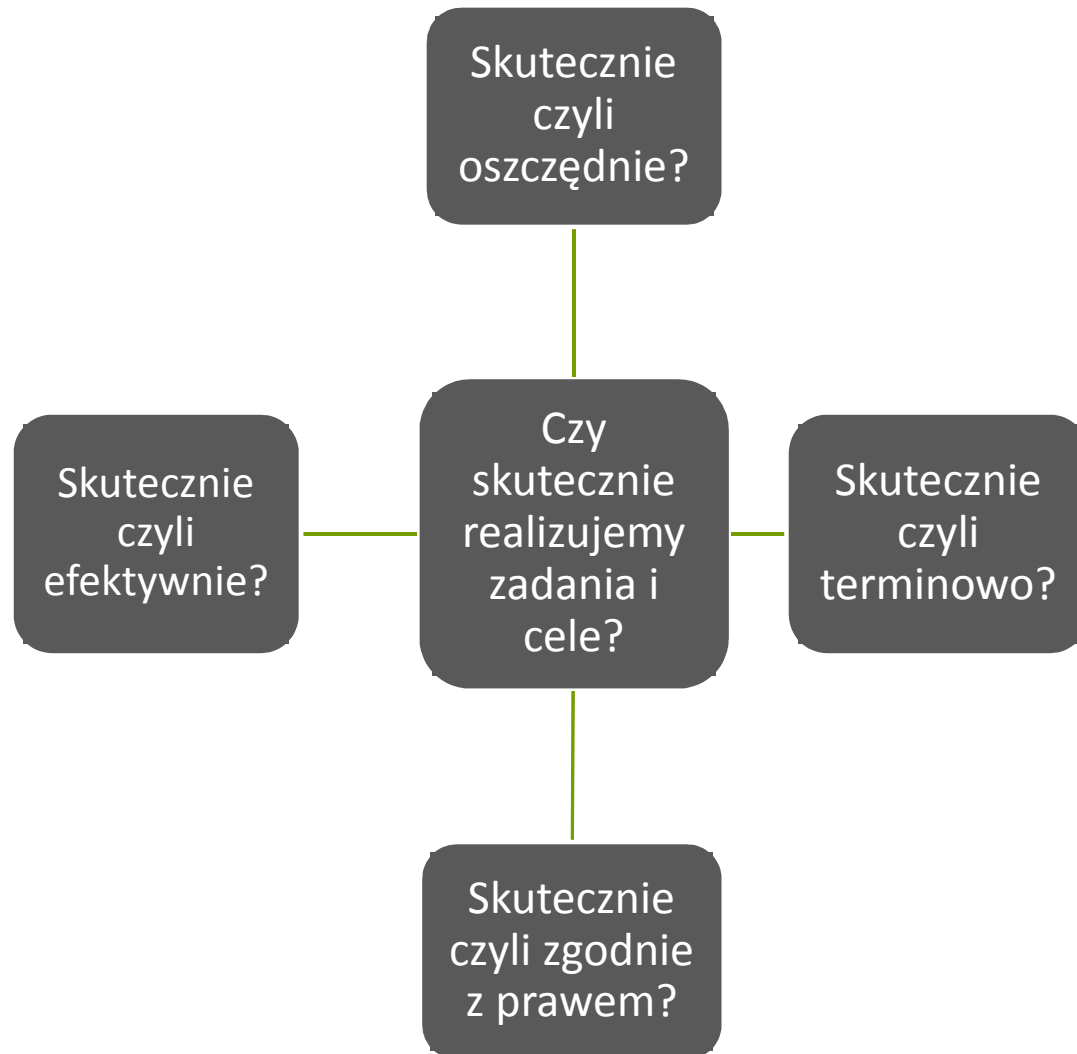 Skutecznie
czyli
oszczędnie?
Skutecznie
czyli
efektywnie?
Czy
skutecznie
realizujemy
zadania i
cele?
Skutecznie
czyli
terminowo?
Skutecznie
czyli zgodnie
z prawem?